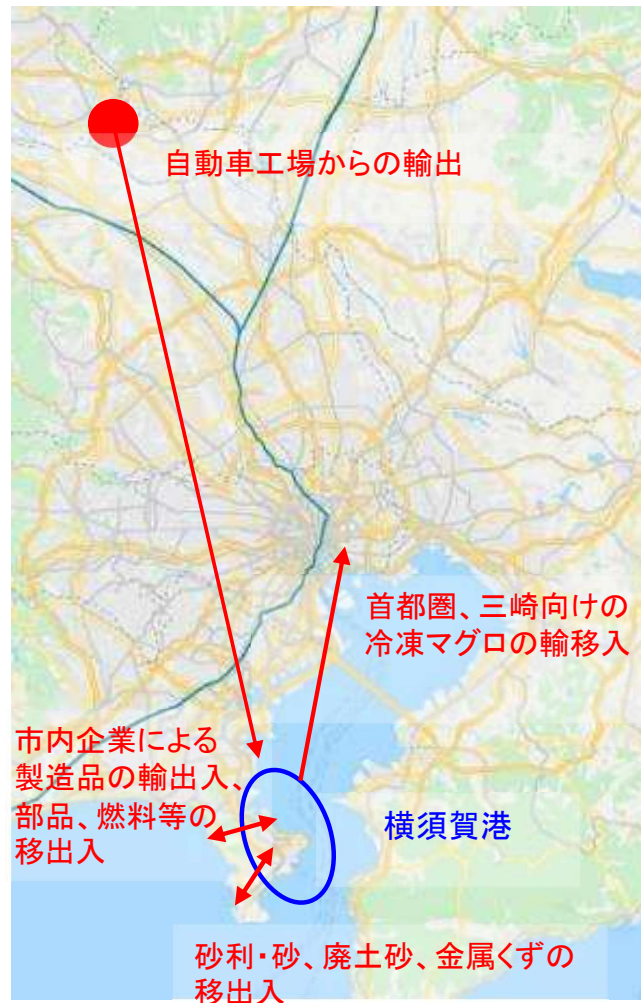 自動車工場からの輸出
首都圏、三崎向けの
冷凍マグロの輸移入
市内企業による
製造品の輸出入、
部品、燃料等の
移出入
横須賀港
砂利・砂、廃土砂、金属くずの
移出入